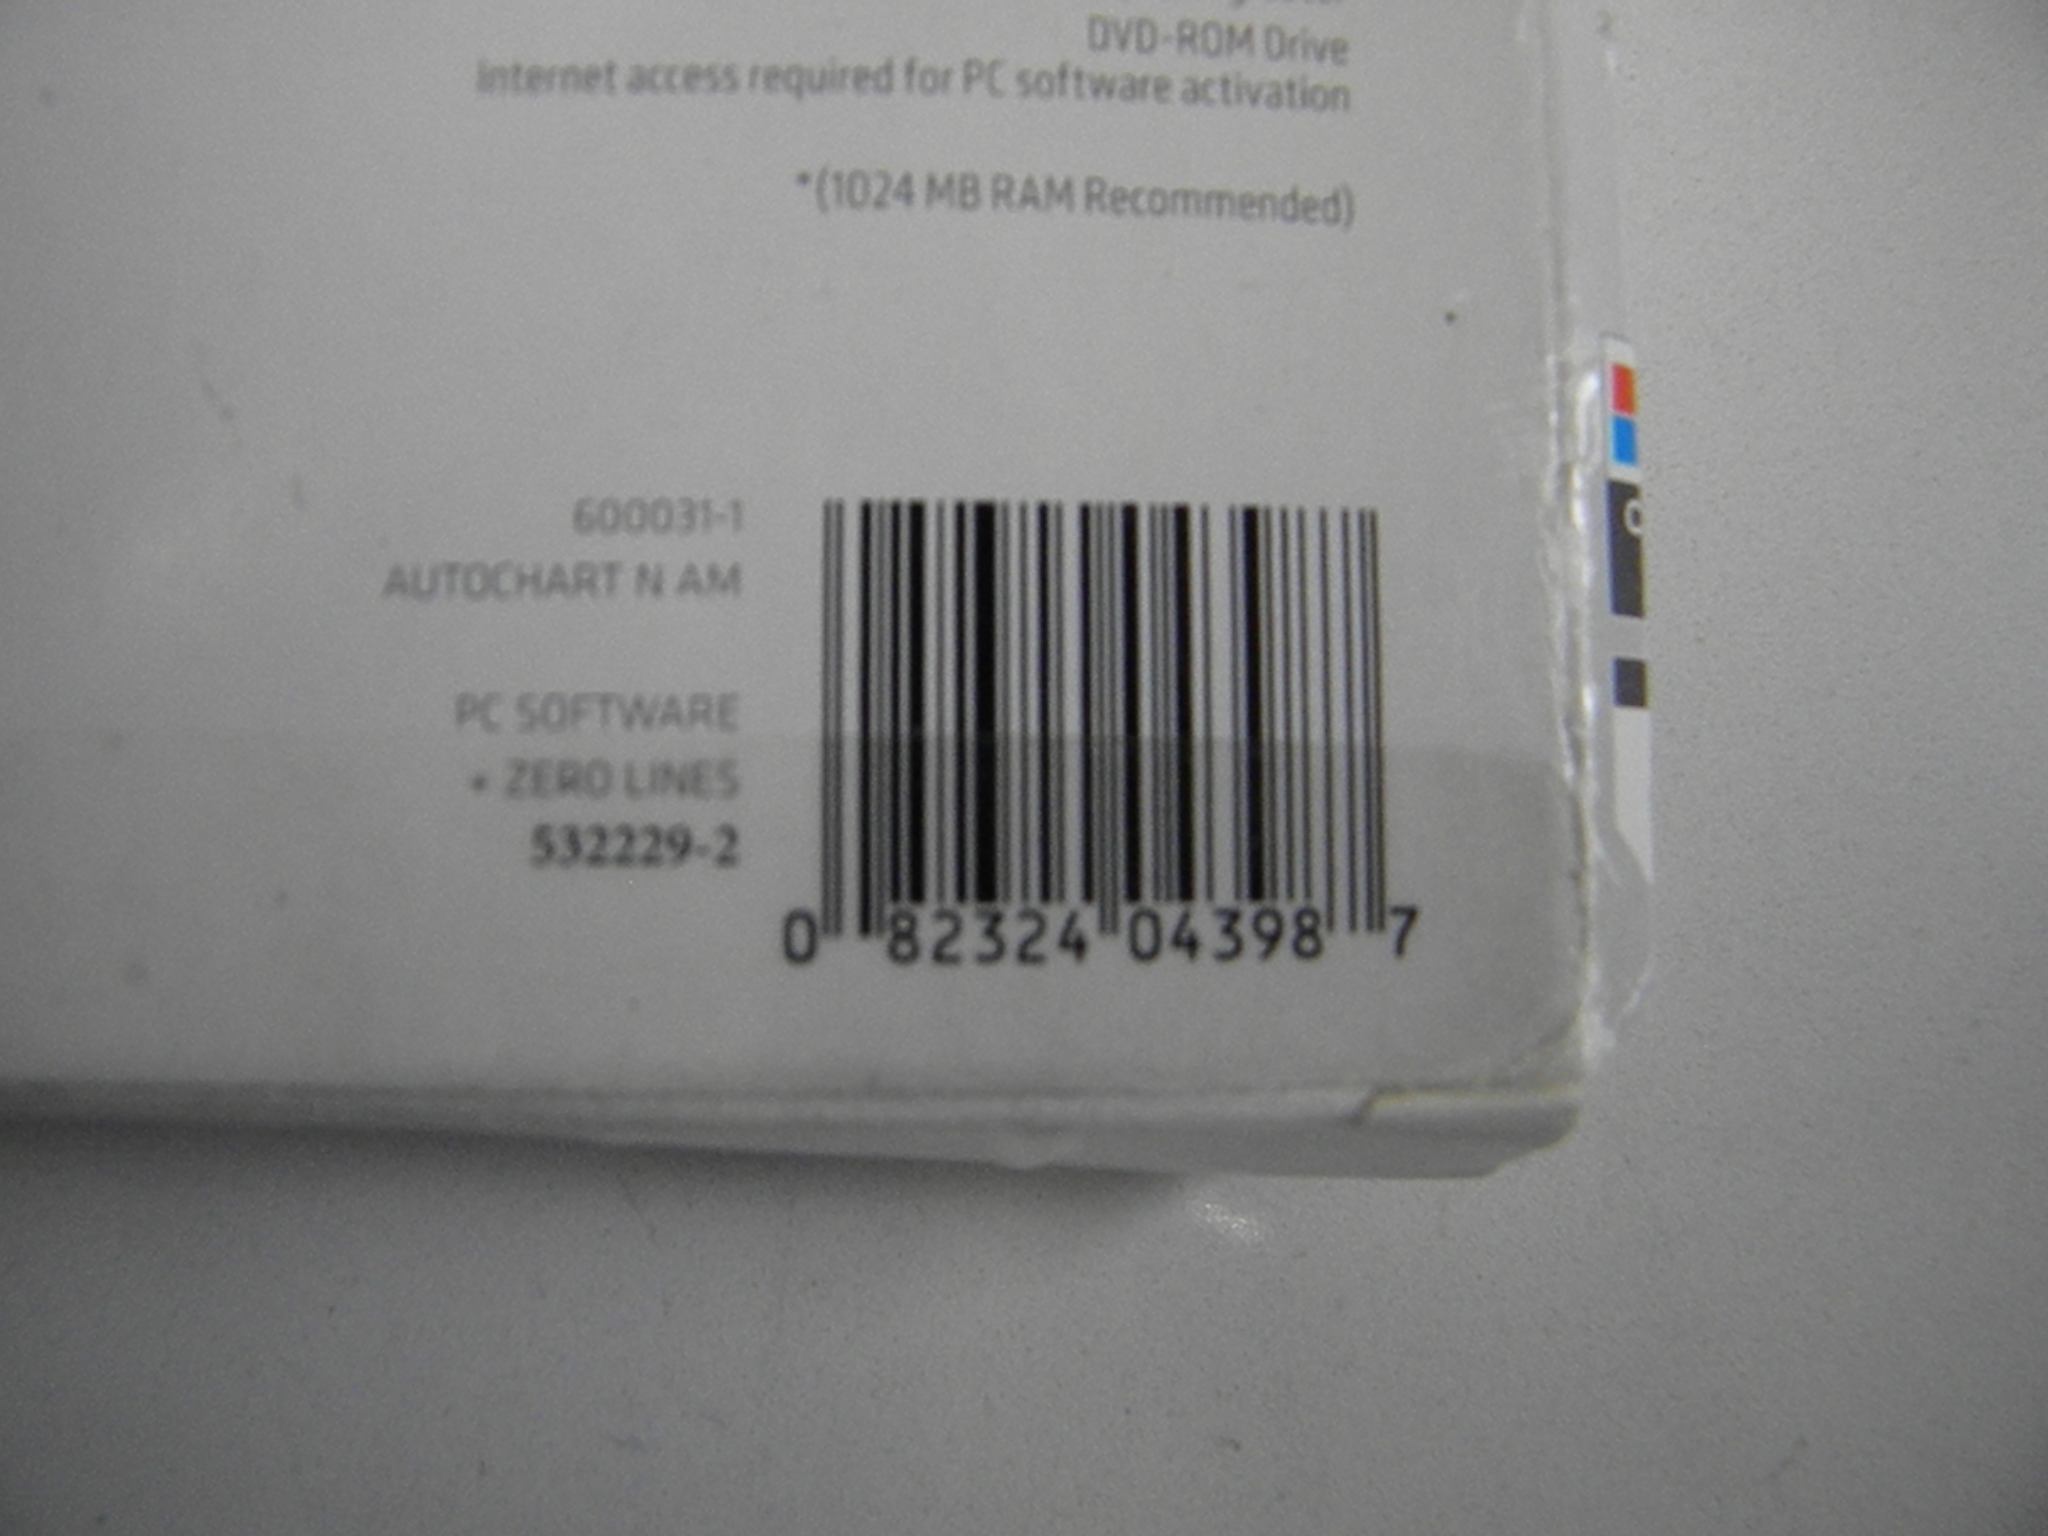 DVD-ROM Drive
Internet access required for PC software activation
*(1024 MB RAM Recommended)
600031-1
AUTOCHART N AM
PC SOFTWARE
+ ZERO LINES
532229-2
0 82324 04398 7